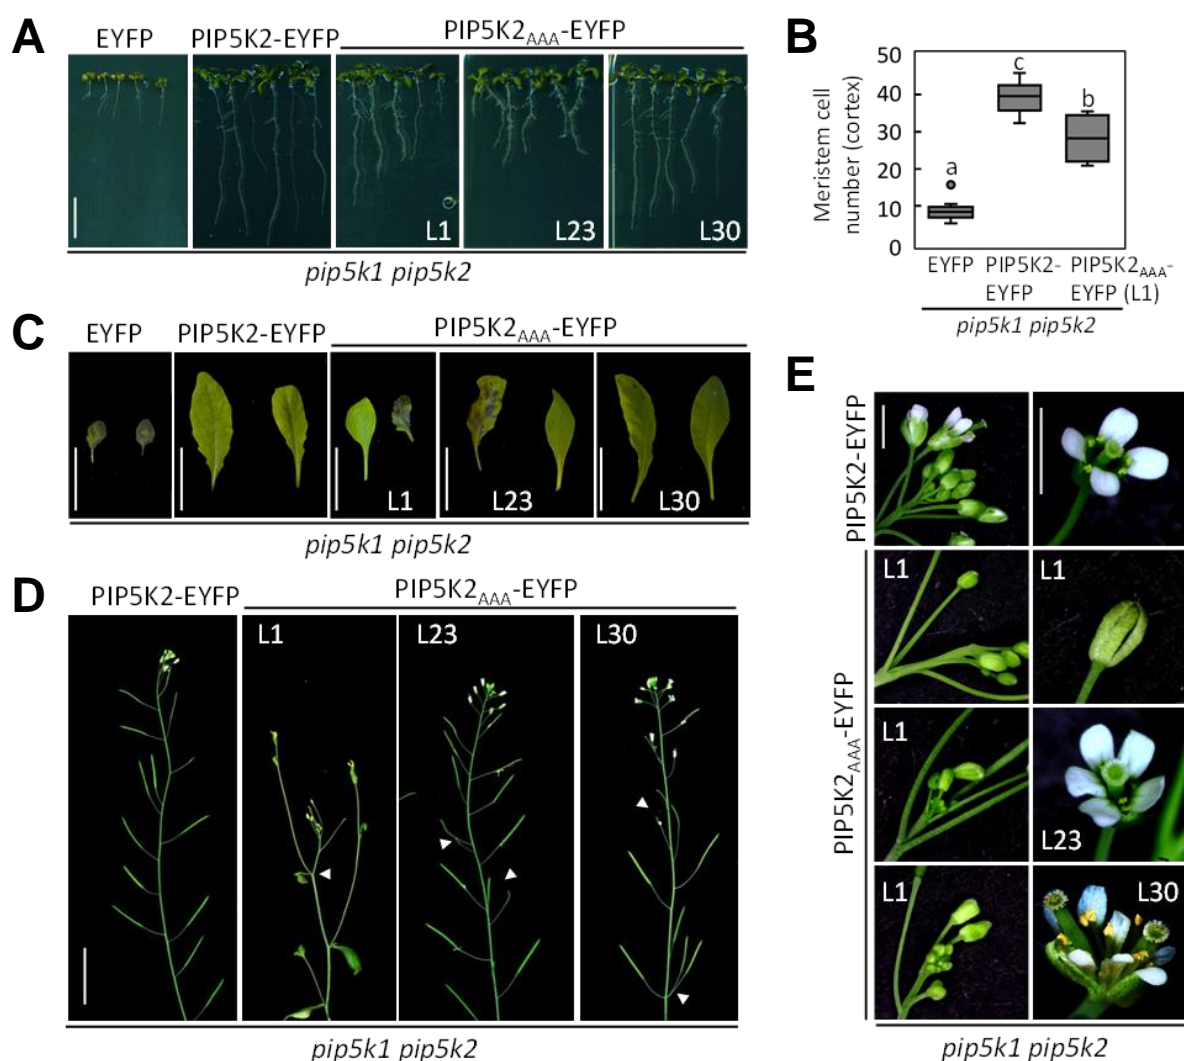 A
EYFP
PIP5K2-EYFP
PIP5K2AAA-EYFP
L1
L23
L30
pip5k1 pip5k2
B
Meristem cell
number (cortex)
50
40
30
20
10
0
a
c
b
EYFP
PIP5K2-
EYFP
PIP5K2AAA-
EYFP (L1)
pip5k1 pip5k2
C
EYFP
PIP5K2-EYFP
PIP5K2AAA-EYFP
L1
L23
L30
pip5k1 pip5k2
D
PIP5K2-EYFP
PIP5K2AAA-EYFP
L1
L23
L30
pip5k1 pip5k2
E
PIP5K2-EYFP
PIP5K2AAA-EYFP
L1
L1
L1
L23
L1
L30
pip5k1 pip5k2